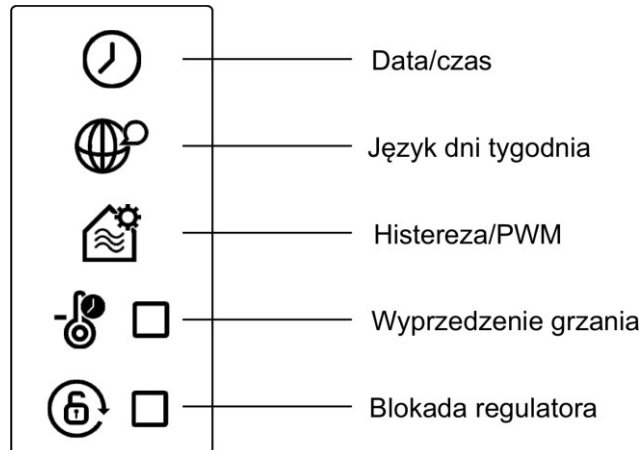 Data/czas
Język dni tygodnia
Histereza/PWM
Wyprzedzenie grzania
Blokada regulatora